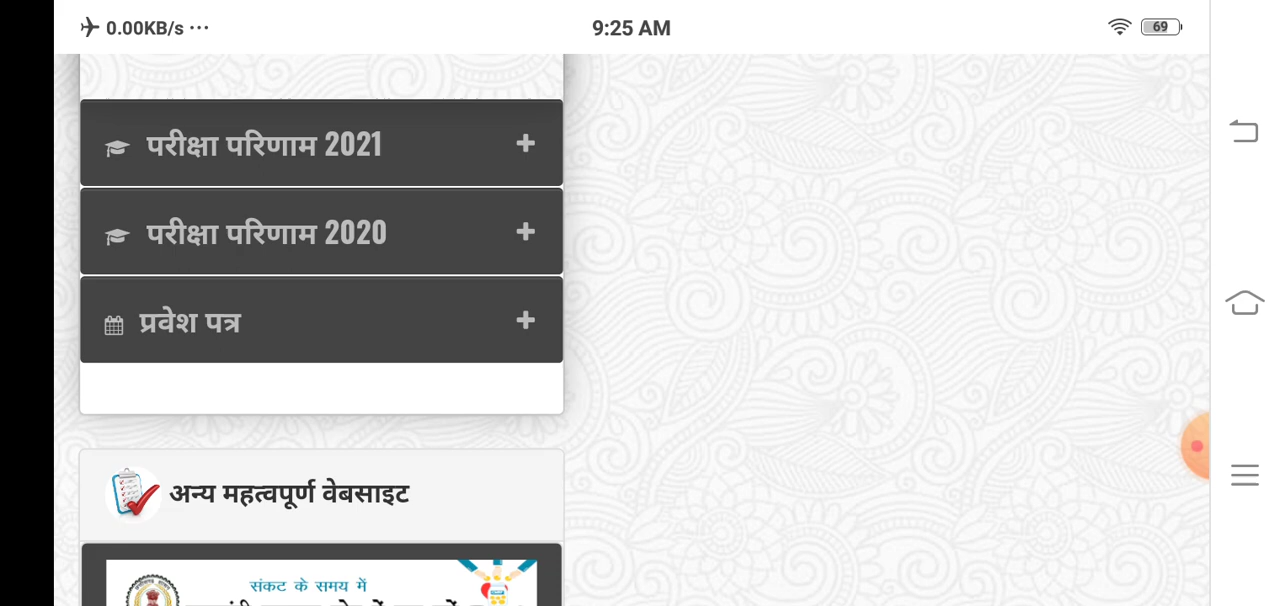 0.00KB/s ... 9:25 AM 69
परीक्षा परिणाम 2021 +
परीक्षा परिणाम 2020 +
प्रवेश पत्र +
अन्य महत्वपूर्ण वेबसाइट
संकट के समय में